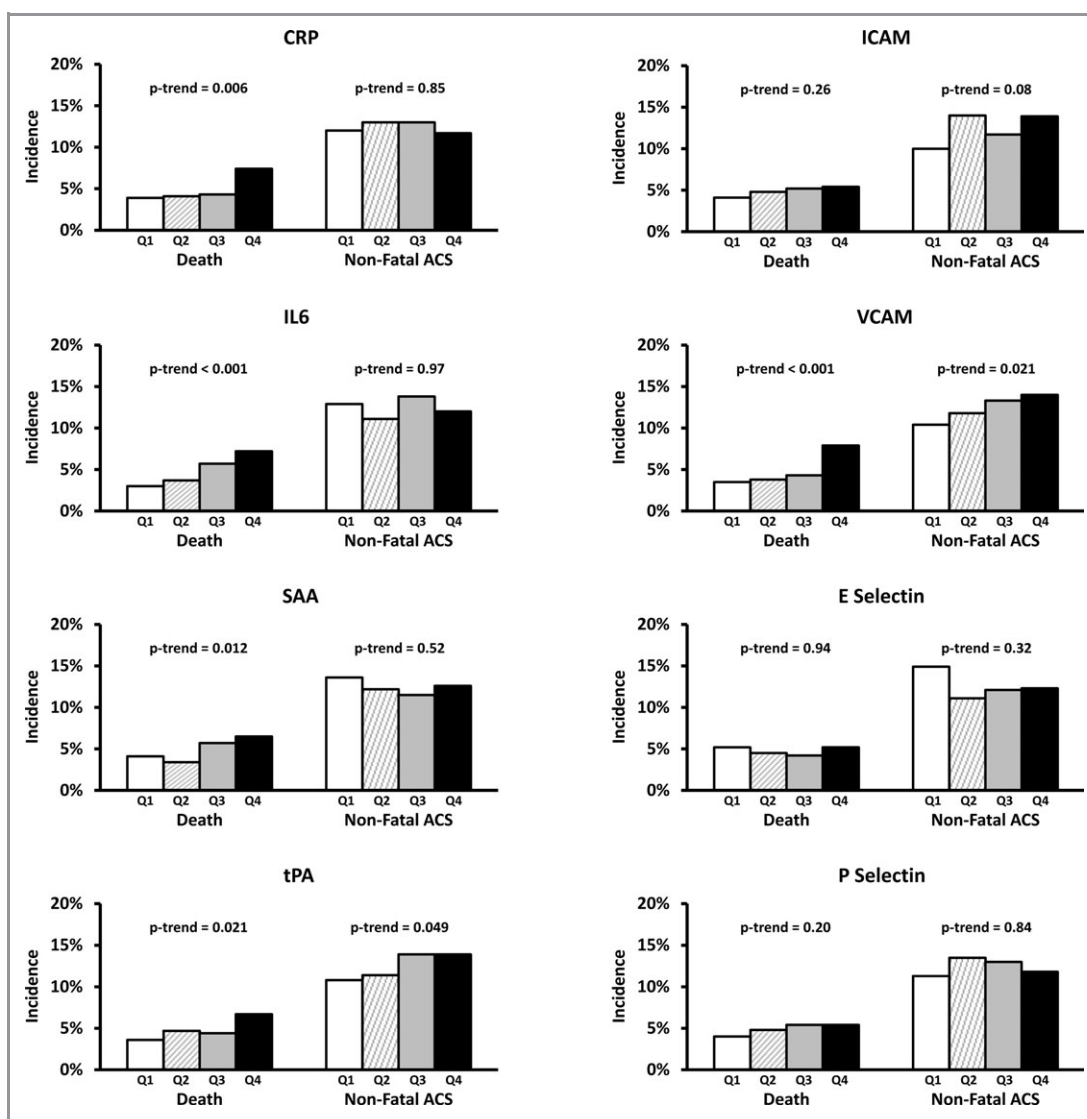 CRP
20%
15%
10%
5%
0%
Incidence
p-trend = 0.006
p-trend = 0.85
Q1 Q2 Q3 Q4
Death
Q1 Q2 Q3 Q4
Non-Fatal ACS
ICAM
20%
15%
10%
5%
0%
Incidence
p-trend = 0.26
p-trend = 0.08
Q1 Q2 Q3 Q4
Death
Q1 Q2 Q3 Q4
Non-Fatal ACS
IL6
20%
15%
10%
5%
0%
Incidence
p-trend < 0.001
p-trend = 0.97
Q1 Q2 Q3 Q4
Death
Q1 Q2 Q3 Q4
Non-Fatal ACS
VCAM
20%
15%
10%
5%
0%
Incidence
p-trend < 0.001
p-trend = 0.021
Q1 Q2 Q3 Q4
Death
Q1 Q2 Q3 Q4
Non-Fatal ACS
SAA
20%
15%
10%
5%
0%
Incidence
p-trend = 0.012
p-trend = 0.52
Q1 Q2 Q3 Q4
Death
Q1 Q2 Q3 Q4
Non-Fatal ACS
E Selectin
20%
15%
10%
5%
0%
Incidence
p-trend = 0.94
p-trend = 0.32
Q1 Q2 Q3 Q4
Death
Q1 Q2 Q3 Q4
Non-Fatal ACS
tPA
20%
15%
10%
5%
0%
Incidence
p-trend = 0.021
p-trend = 0.049
Q1 Q2 Q3 Q4
Death
Q1 Q2 Q3 Q4
Non-Fatal ACS
P Selectin
20%
15%
10%
5%
0%
Incidence
p-trend = 0.20
p-trend = 0.84
Q1 Q2 Q3 Q4
Death
Q1 Q2 Q3 Q4
Non-Fatal ACS